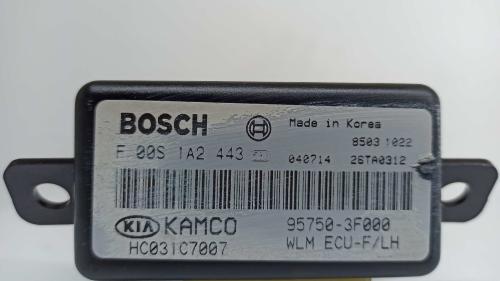 BOSCH Made in Korea
8503 1022
F 00S 1A2 443 040714 26TA0312
KIA KAMCO 95750-3F000
HC031C7007 WLM ECU-F/LH